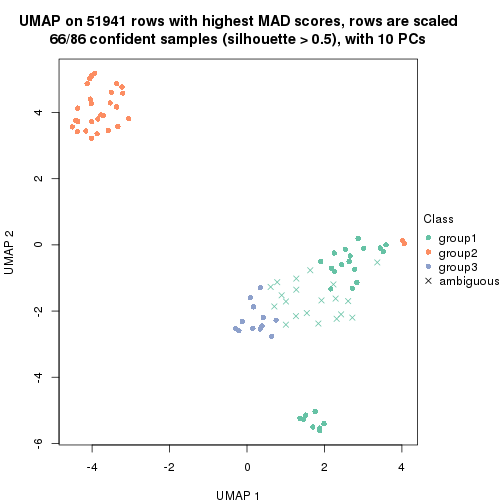 UMAP on 51941 rows with highest MAD scores, rows are scaled
66/86 confident samples (silhouette > 0.5), with 10 PCs
4
2
0
-2
-4
-6
UMAP 2
-4
-2
0
2
4
UMAP 1
Class
group1
group2
group3
ambiguous